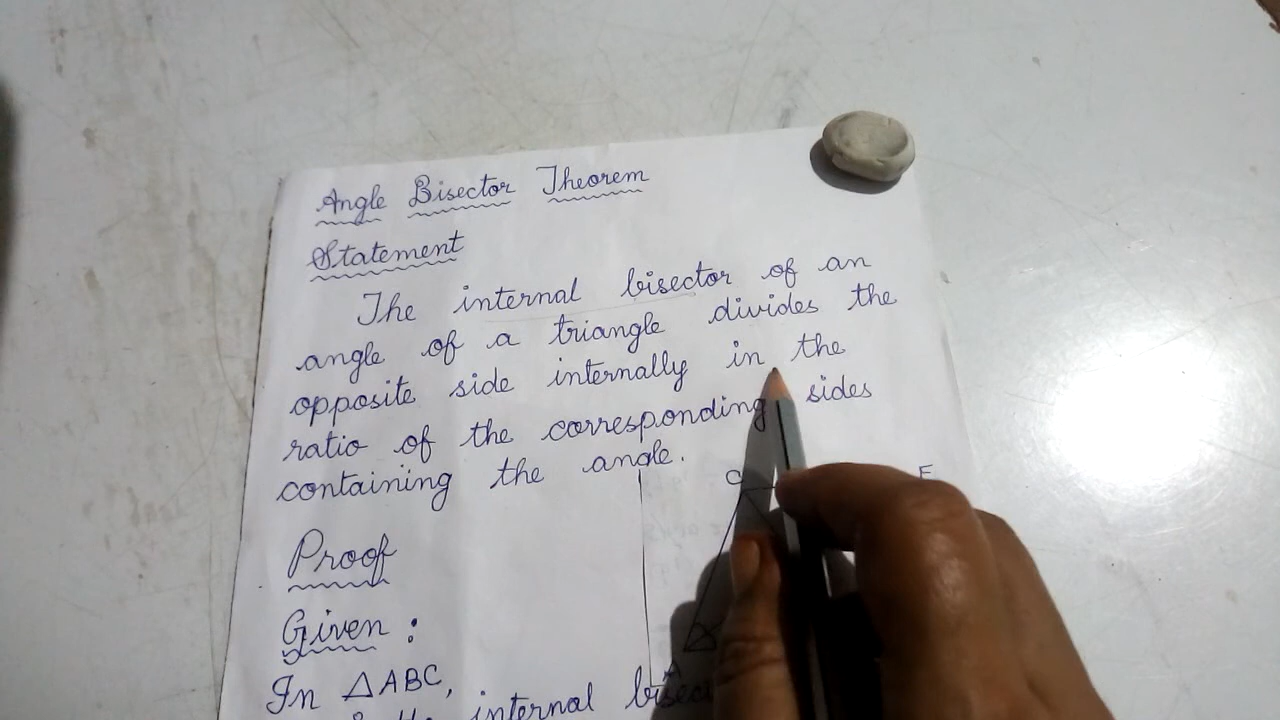 Angle Bisector Theorem
Statement
The internal bisector of an
angle of a triangle divides the
opposite side internally in the
ratio of the corresponding sides
containing the angle.
C E
Proof
Given :
A
In △ABC,
internal